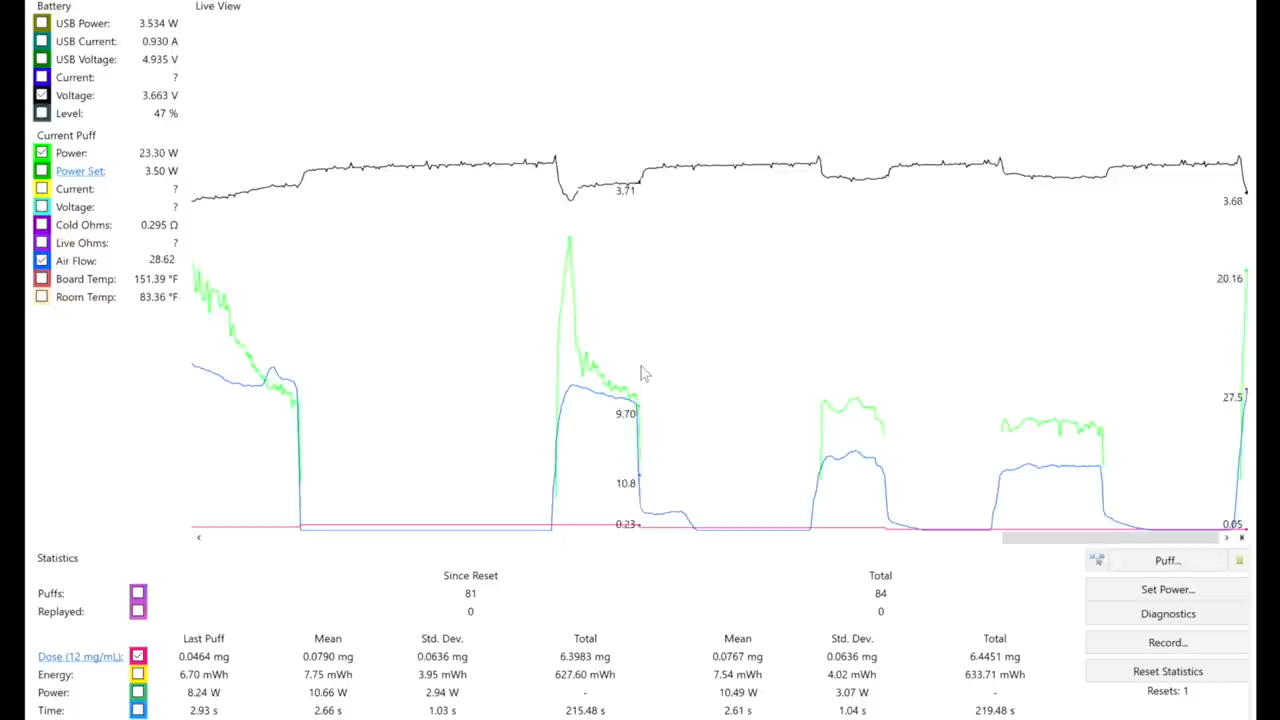 Battery
USB Power: 3.534 W
USB Current: 0.930 A
USB Voltage: 4.935 V
Current: ?
Voltage: 3.663 V
Level: 47 %
Current Puff
Power: 23.30 W
Power Set: 3.50 W
Current: ?
Voltage: ?
Cold Ohms: 0.295 Ω
Live Ohms: ?
Air Flow: 28.62
Board Temp: 151.39 °F
Room Temp: 83.36 °F
Live View
3.71
3.68
20.16
27.5
9.70
10.8
0.23
0.05
Statistics
Since Reset Total
Puffs: 81 84
Replayed: 0 0
Last Puff Mean Std. Dev. Total Mean Std. Dev. Total
Dose (12 mg/mL): 0.0464 mg 0.0790 mg 0.0636 mg 6.3983 mg 0.0767 mg 0.0636 mg 6.4451 mg
Energy: 6.70 mWh 7.75 mWh 3.95 mWh 627.60 mWh 7.54 mWh 4.02 mWh 633.71 mWh
Power: 8.24 W 10.66 W 2.94 W - 10.49 W 3.07 W -
Time: 2.93 s 2.66 s 1.03 s 215.48 s 2.61 s 1.04 s 219.48 s
Puff...
Set Power...
Diagnostics
Record...
Reset Statistics
Resets: 1